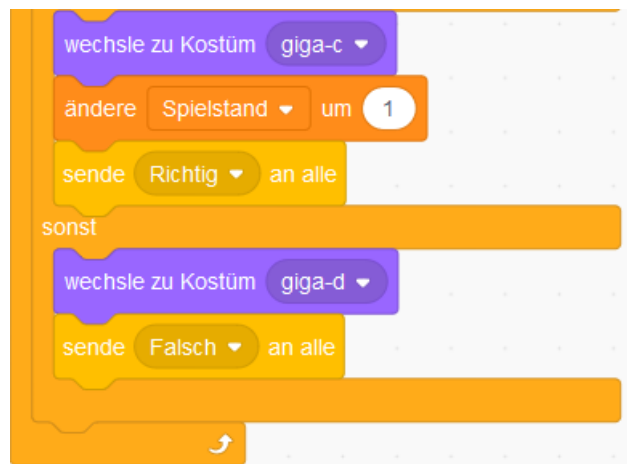 wechsle zu Kostüm giga-c
ändere Spielstand um 1
sende Richtig an alle
sonst
wechsle zu Kostüm giga-d
sende Falsch an alle